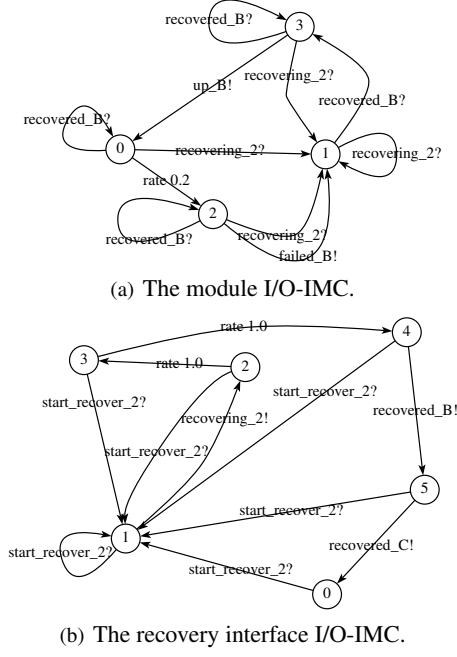 recovered_B?
3
recovering_2?
up_B!
recovered_B?
recovered_B?
0
recovering_2?
1
recovering_2?
rate 0.2
2
recovered_B?
recovering_2?
failed_B!
(a) The module I/O-IMC.
rate 1.0
4
3
rate 1.0
2
start_recover_2?
start_recover_2?
recovering_2!
recovered_B!
start_recover_2?
5
start_recover_2?
1
start_recover_2?
recovered_C!
start_recover_2?
0
(b) The recovery interface I/O-IMC.